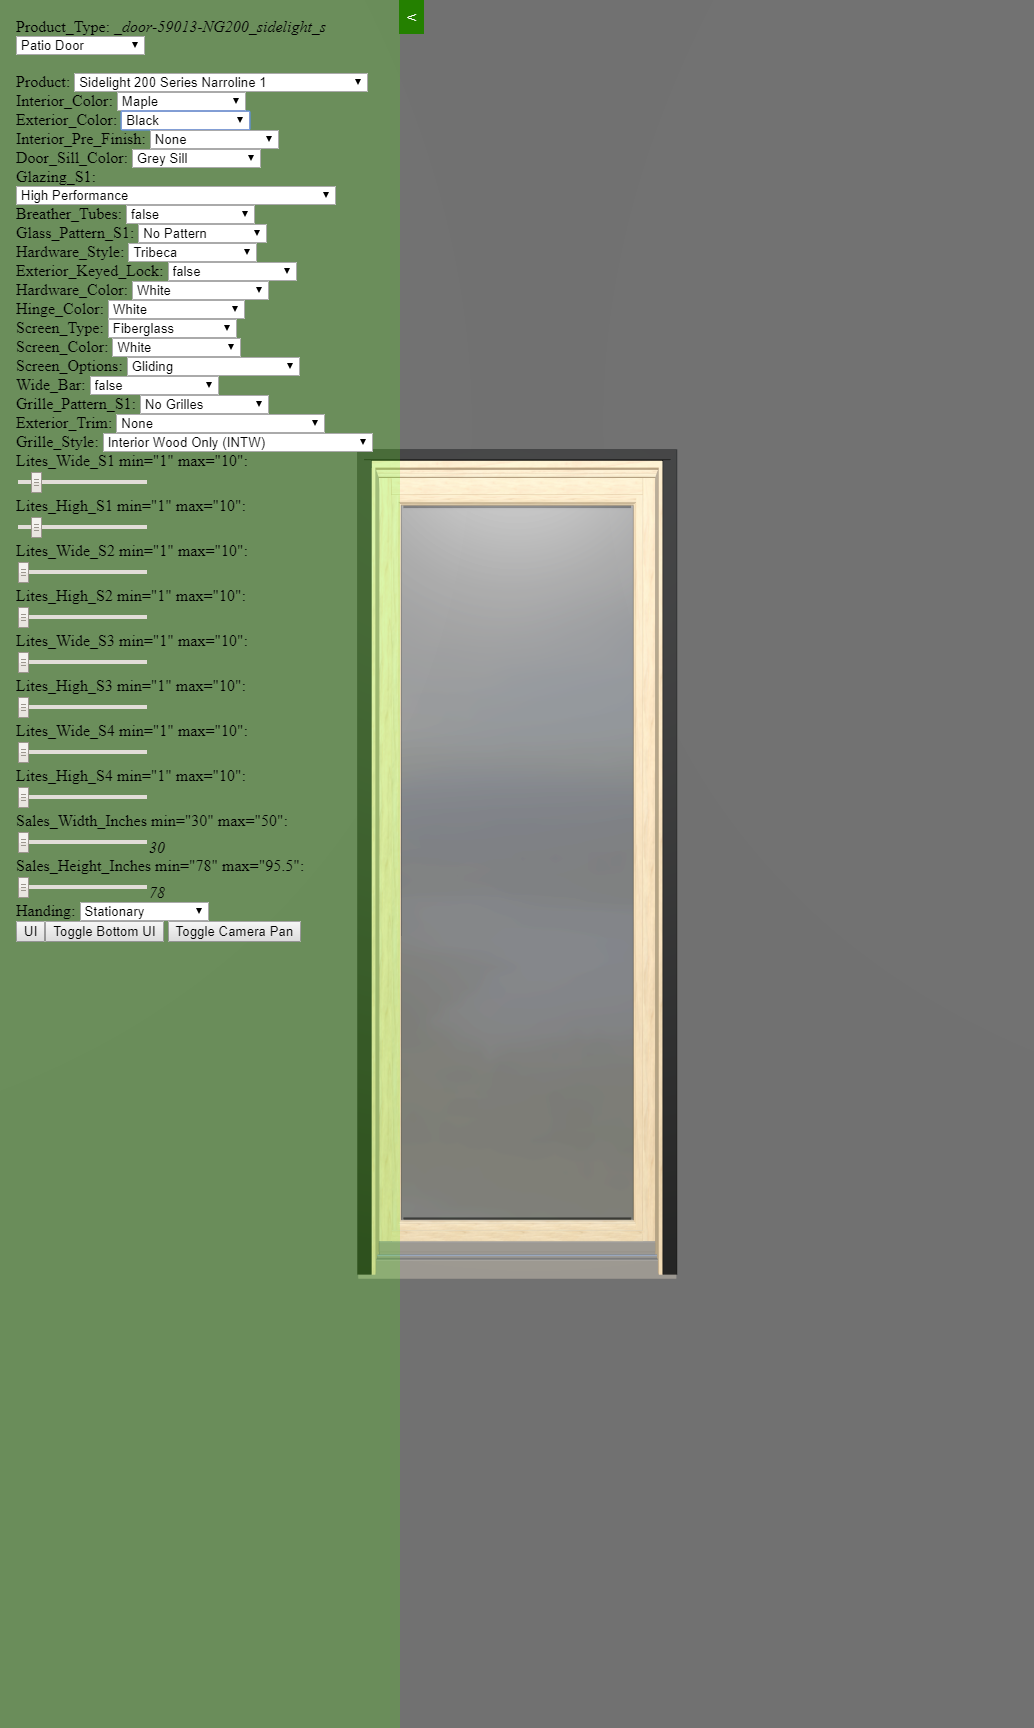 <
Product_Type: _door-59013-NG200_sidelight_s
Patio Door
Product: Sidelight 200 Series Narroline 1
Interior_Color: Maple
Exterior_Color: Black
Interior_Pre_Finish: None
Door_Sill_Color: Grey Sill
Glazing_S1:
High Performance
Breather_Tubes: false
Glass_Pattern_S1: No Pattern
Hardware_Style: Tribeca
Exterior_Keyed_Lock: false
Hardware_Color: White
Hinge_Color: White
Screen_Type: Fiberglass
Screen_Color: White
Screen_Options: Gliding
Wide_Bar: false
Grille_Pattern_S1: No Grilles
Exterior_Trim: None
Grille_Style: Interior Wood Only (INTW)
Lites_Wide_S1 min="1" max="10":
Lites_High_S1 min="1" max="10":
Lites_Wide_S2 min="1" max="10":
Lites_High_S2 min="1" max="10":
Lites_Wide_S3 min="1" max="10":
Lites_High_S3 min="1" max="10":
Lites_Wide_S4 min="1" max="10":
Lites_High_S4 min="1" max="10":
Sales_Width_Inches min="30" max="50":
30
Sales_Height_Inches min="78" max="95.5":
78
Handing: Stationary
UI Toggle Bottom UI Toggle Camera Pan